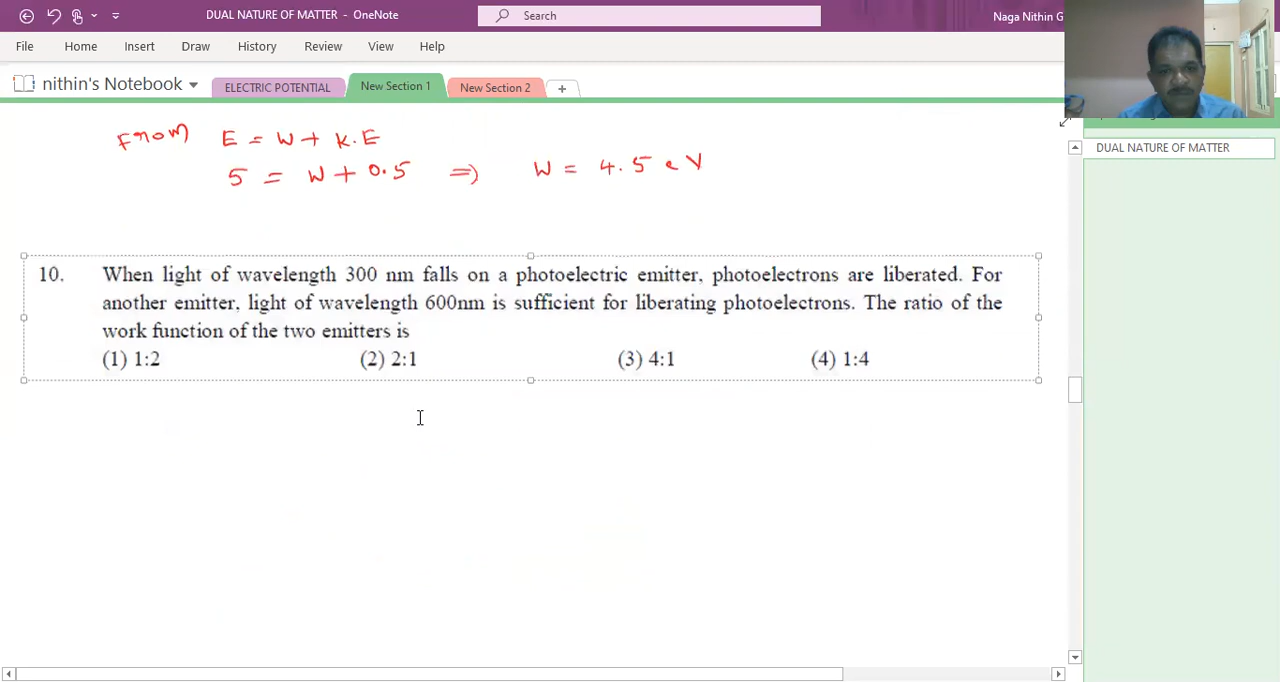 DUAL NATURE OF MATTER - OneNote
Search
Naga Nithin G
File Home Insert Draw History Review View Help
nithin's Notebook
ELECTRIC POTENTIAL New Section 1 New Section 2
DUAL NATURE OF MATTER
From E = W + K.E
5 = W + 0.5 ⇒ W = 4.5 eV
10. When light of wavelength 300 nm falls on a photoelectric emitter, photoelectrons are liberated. For
another emitter, light of wavelength 600nm is sufficient for liberating photoelectrons. The ratio of the
work function of the two emitters is
(1) 1:2 (2) 2:1 (3) 4:1 (4) 1:4